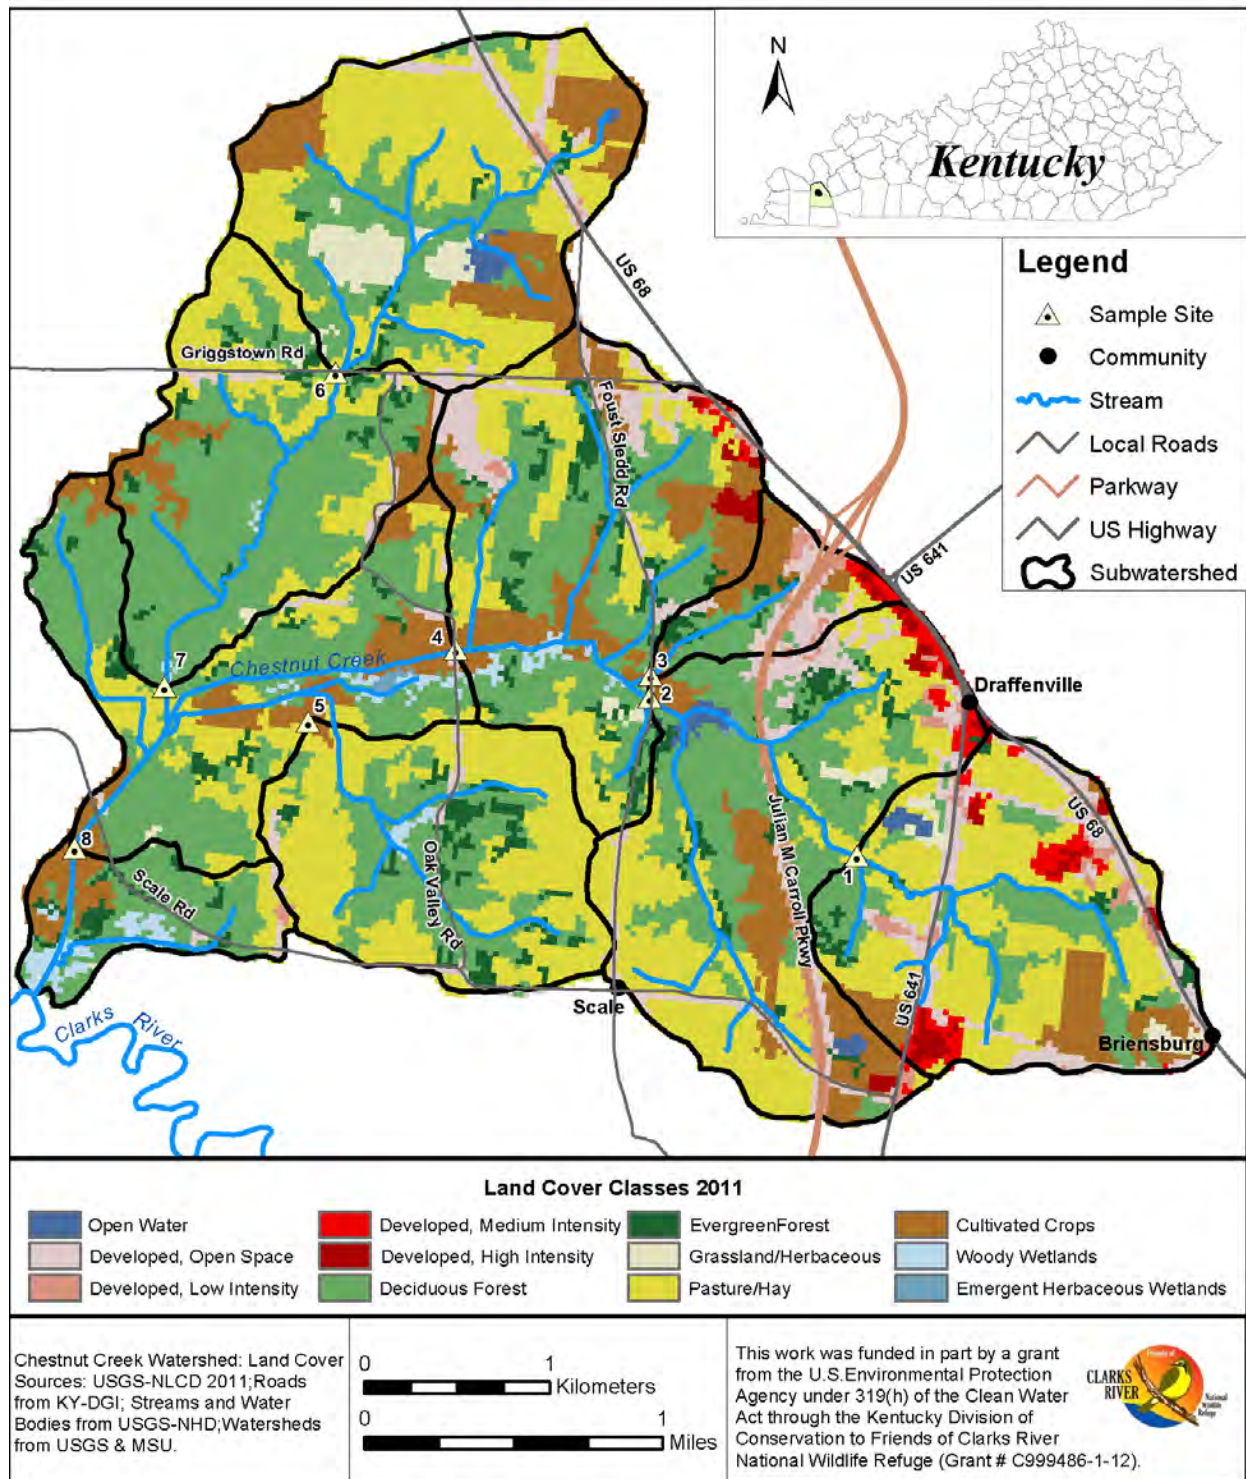 N
Kentucky
US 68
Legend
Sample Site
Community
Stream
Local Roads
Parkway
US Highway
Subwatershed
Griggstown Rd
6
Foust Sledd Rd
US 641
4
7
Chestnut Creek
3
2
5
Draffenville
Julian M Carroll Pkwy
US 68
8
Scale Rd
Oak Valley Rd
1
US 641
Scale
Clarks River
Briensburg
Land Cover Classes 2011
Open Water
Developed, Medium Intensity
EvergreenForest
Cultivated Crops
Developed, Open Space
Developed, High Intensity
Grassland/Herbaceous
Woody Wetlands
Developed, Low Intensity
Deciduous Forest
Pasture/Hay
Emergent Herbaceous Wetlands
Chestnut Creek Watershed: Land Cover
Sources: USGS-NLCD 2011;Roads
from KY-DGI; Streams and Water
Bodies from USGS-NHD;Watersheds
from USGS & MSU.
0 1
Kilometers
0 1
Miles
This work was funded in part by a grant
from the U.S.Environmental Protection
Agency under 319(h) of the Clean Water
Act through the Kentucky Division of
Conservation to Friends of Clarks River
National Wildlife Refuge (Grant # C999486-1-12).
Friends of
CLARKS
RIVER
National
Wildlife
Refuge